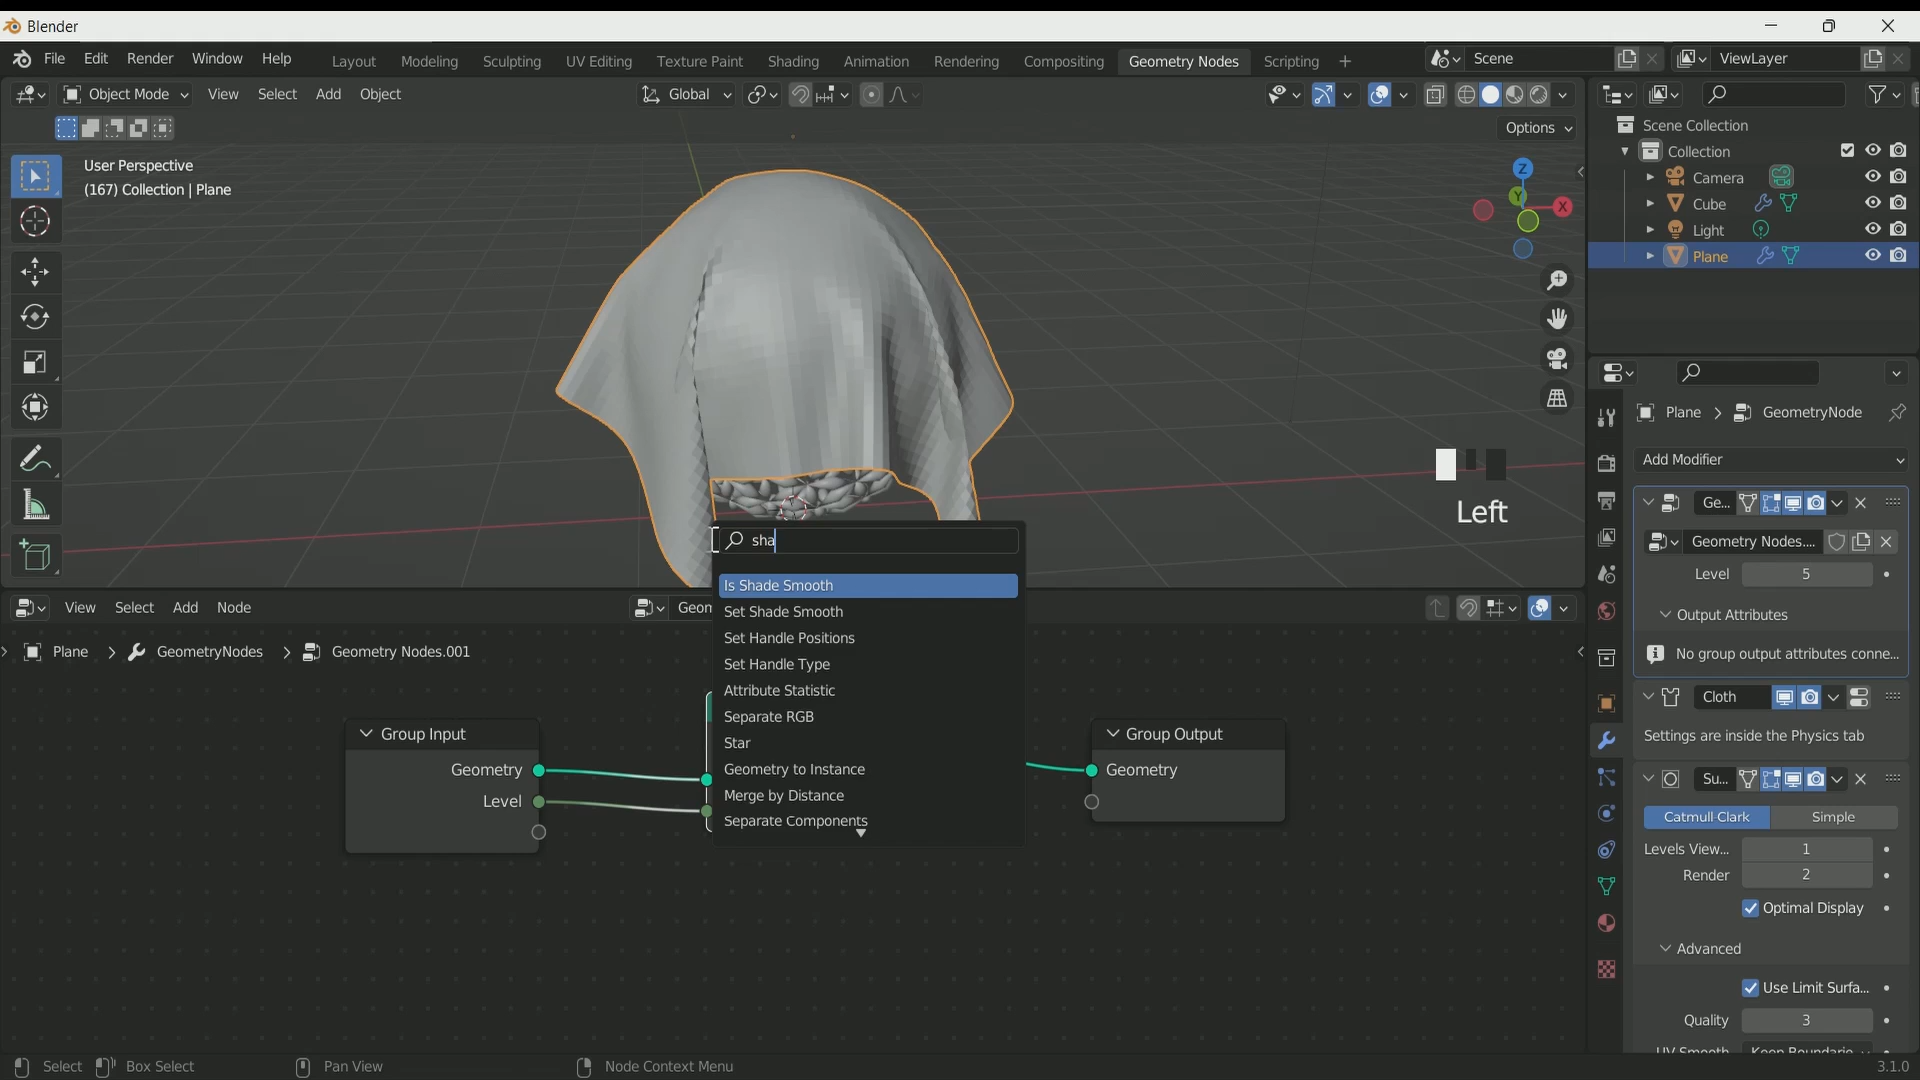 Blender
File Edit Render Window Help Layout Modeling Sculpting UV Editing Texture Paint Shading Animation Rendering Compositing Geometry Nodes Scripting + Scene ViewLayer
Object Mode View Select Add Object Global
Options
User Perspective
(167) Collection | Plane
Z
Y
X
Left
Scene Collection
Collection
Camera
Cube
Light
Plane
Plane > GeometryNode
Add Modifier
Ge...
Geometry Nodes....
Level 5
Output Attributes
No group output attributes conne...
Cloth
Settings are inside the Physics tab
Su...
Catmull-Clark Simple
Levels View... 1
Render 2
Optimal Display
Advanced
Use Limit Surfa...
Quality 3
UV Smooth Keep Boundarie
sha
Is Shade Smooth
Set Shade Smooth
Set Handle Positions
Set Handle Type
Attribute Statistic
Separate RGB
Star
Geometry to Instance
Merge by Distance
Separate Components
View Select Add Node Geom
Plane > GeometryNodes > Geometry Nodes.001
Group Input
Geometry
Level
Group Output
Geometry
Select Box Select Pan View Node Context Menu 3.1.0